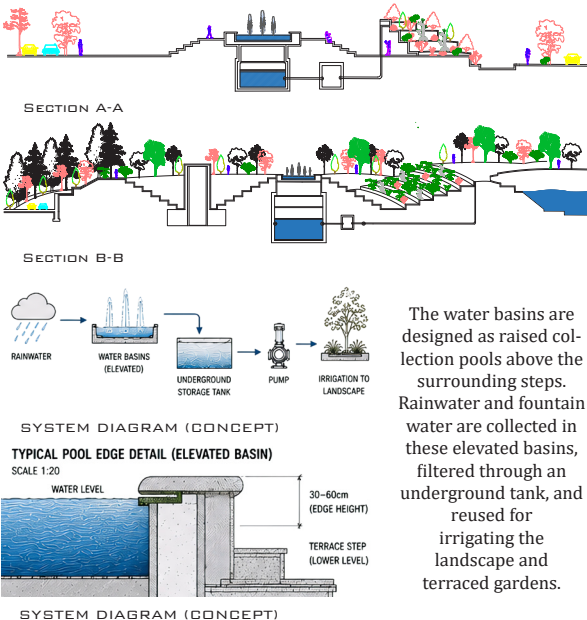 SECTION A-A
SECTION B-B
RAINWATER
WATER BASINS
(ELEVATED)
UNDERGROUND
STORAGE TANK
PUMP
IRRIGATION TO
LANDSCAPE
SYSTEM DIAGRAM (CONCEPT)
The water basins are
designed as raised col-
lection pools above the
surrounding steps.
Rainwater and fountain
water are collected in
these elevated basins,
filtered through an
underground tank, and
reused for
irrigating the
landscape and
terraced gardens.
TYPICAL POOL EDGE DETAIL (ELEVATED BASIN)
SCALE 1:20
WATER LEVEL
30–60cm
(EDGE HEIGHT)
TERRACE STEP
(LOWER LEVEL)
SYSTEM DIAGRAM (CONCEPT)